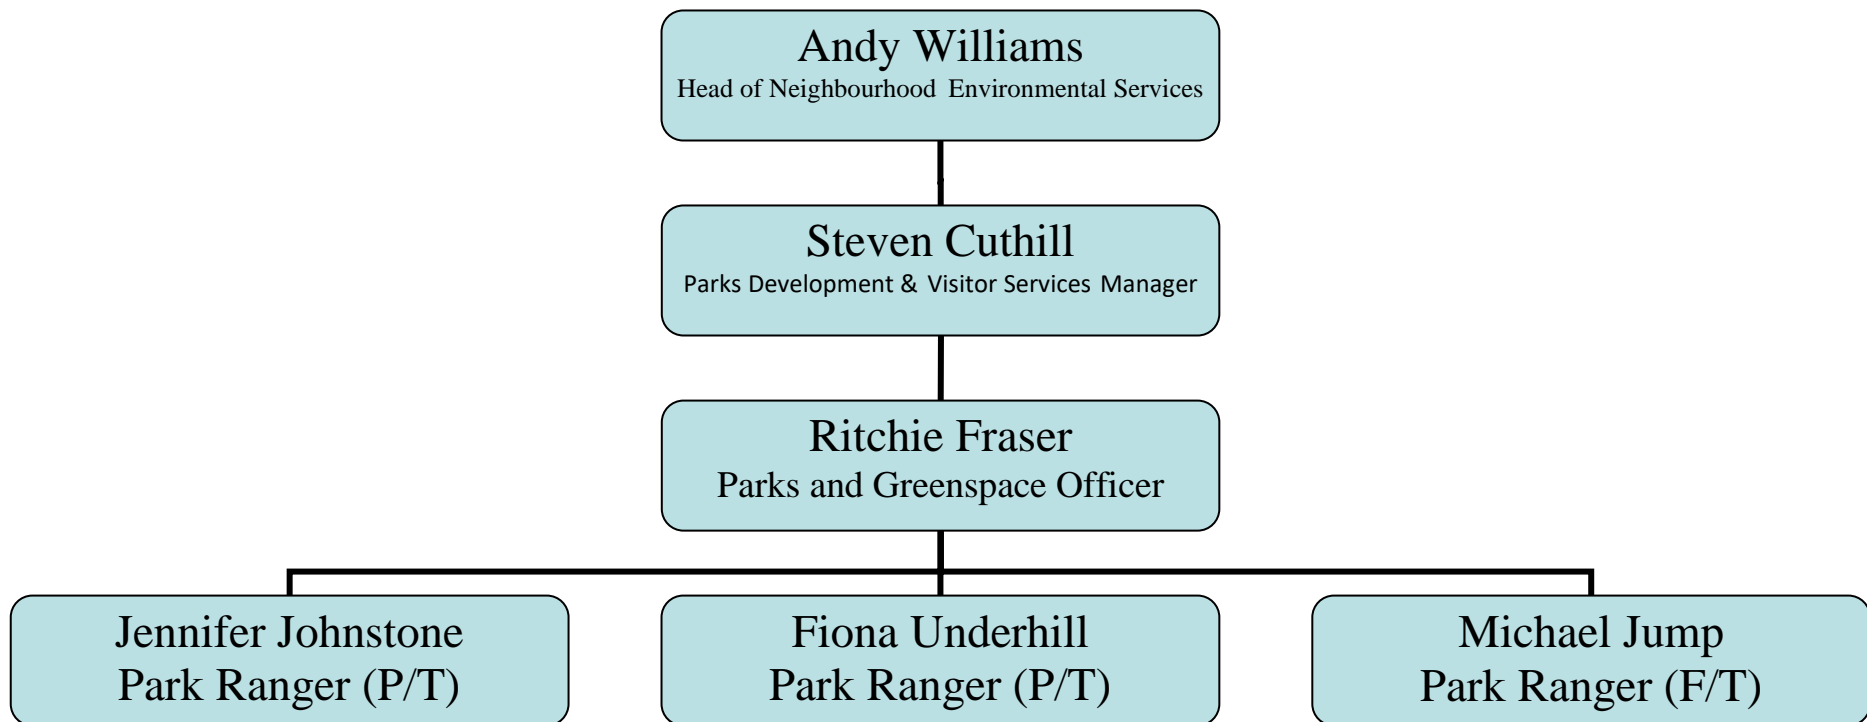 Andy Williams
Head of Neighbourhood Environmental Services
Steven Cuthill
Parks Development & Visitor Services Manager
Ritchie Fraser
Parks and Greenspace Officer
Jennifer Johnstone
Park Ranger (P/T)
Fiona Underhill
Park Ranger (P/T)
Michael Jump
Park Ranger (F/T)